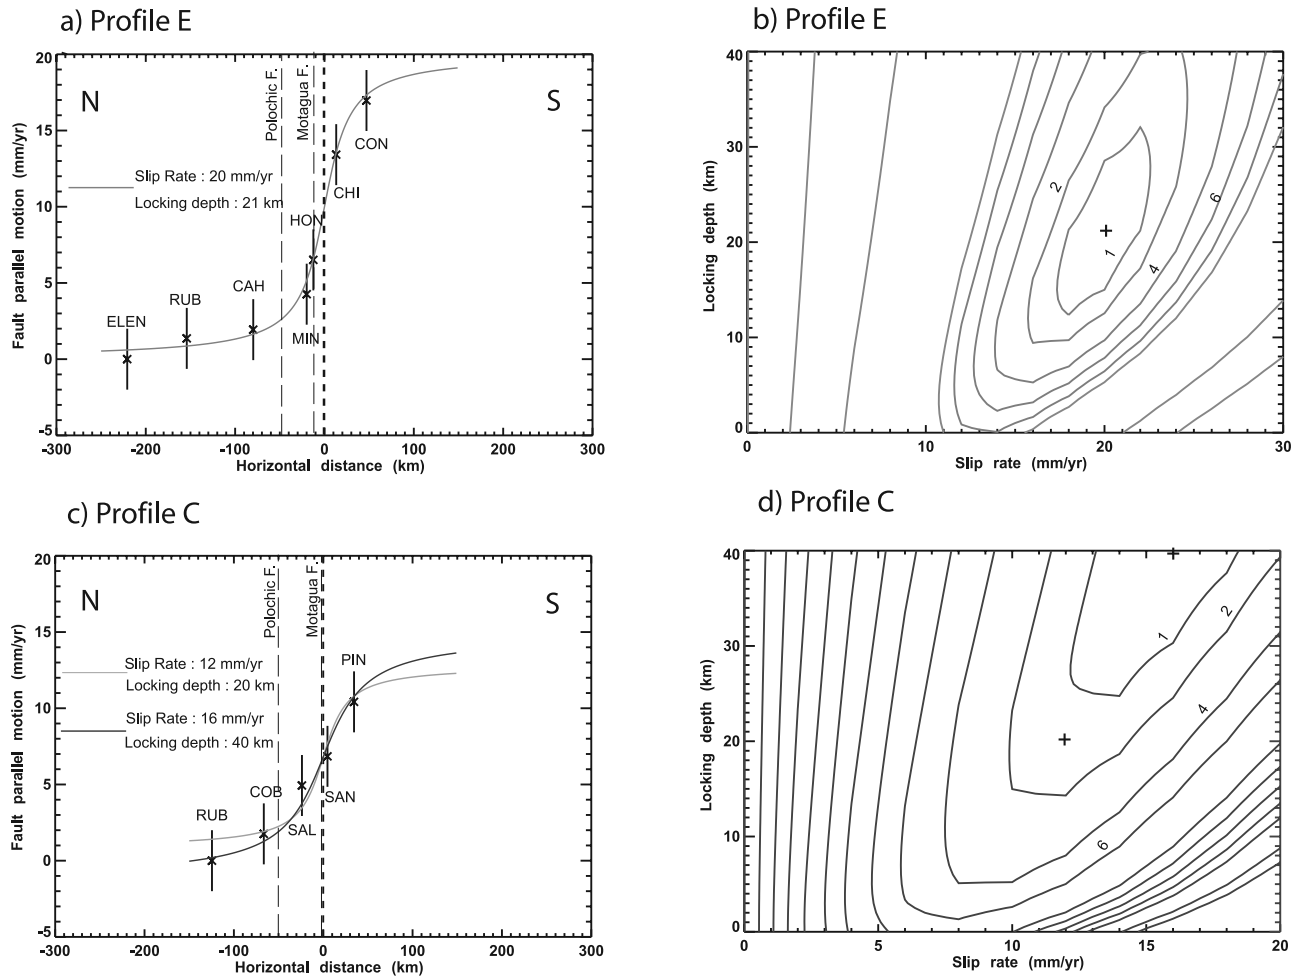 a) Profile E
20
15
10
5
0
-5
-300
-200
-100
0
100
200
300
Fault parallel motion (mm/yr)
Horizontal distance (km)
N
S
Polochic F.
Motagua F.
Slip Rate : 20 mm/yr
Locking depth : 21 km
ELEN
RUB
CAH
HON
MIN
CHI
CON
b) Profile E
40
30
20
10
0
0
10
20
30
Locking depth (km)
Slip rate (mm/yr)
2
1
4
6
c) Profile C
20
15
10
5
0
-5
-300
-200
-100
0
100
200
300
Fault parallel motion (mm/yr)
Horizontal distance (km)
N
S
Polochic F.
Motagua F.
Slip Rate : 12 mm/yr
Locking depth : 20 km
Slip Rate : 16 mm/yr
Locking depth : 40 km
RUB
COB
SAL
SAN
PIN
d) Profile C
40
30
20
10
0
0
5
10
15
20
Locking depth (km)
Slip rate (mm/yr)
1
2
4
6